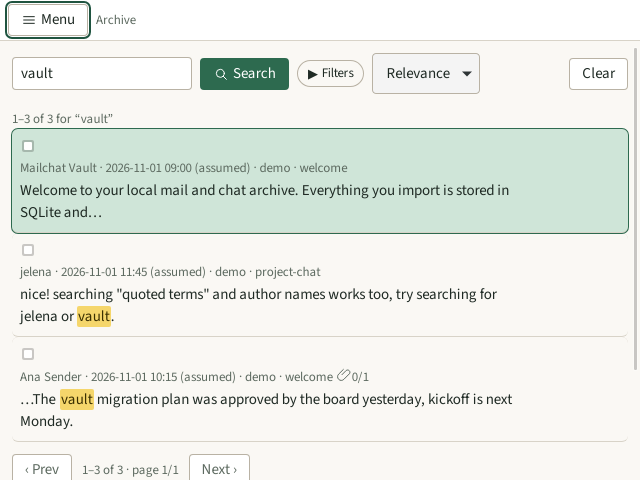 Menu Archive
vault Search ▶ Filters Relevance Clear
1–3 of 3 for “vault”
Mailchat Vault · 2026-11-01 09:00 (assumed) · demo · welcome
Welcome to your local mail and chat archive. Everything you import is stored in
SQLite and…
jelena · 2026-11-01 11:45 (assumed) · demo · project-chat
nice! searching "quoted terms" and author names works too, try searching for
jelena or vault.
Ana Sender · 2026-11-01 10:15 (assumed) · demo · welcome 0/1
…The vault migration plan was approved by the board yesterday, kickoff is next
Monday.
‹ Prev 1–3 of 3 · page 1/1 Next ›